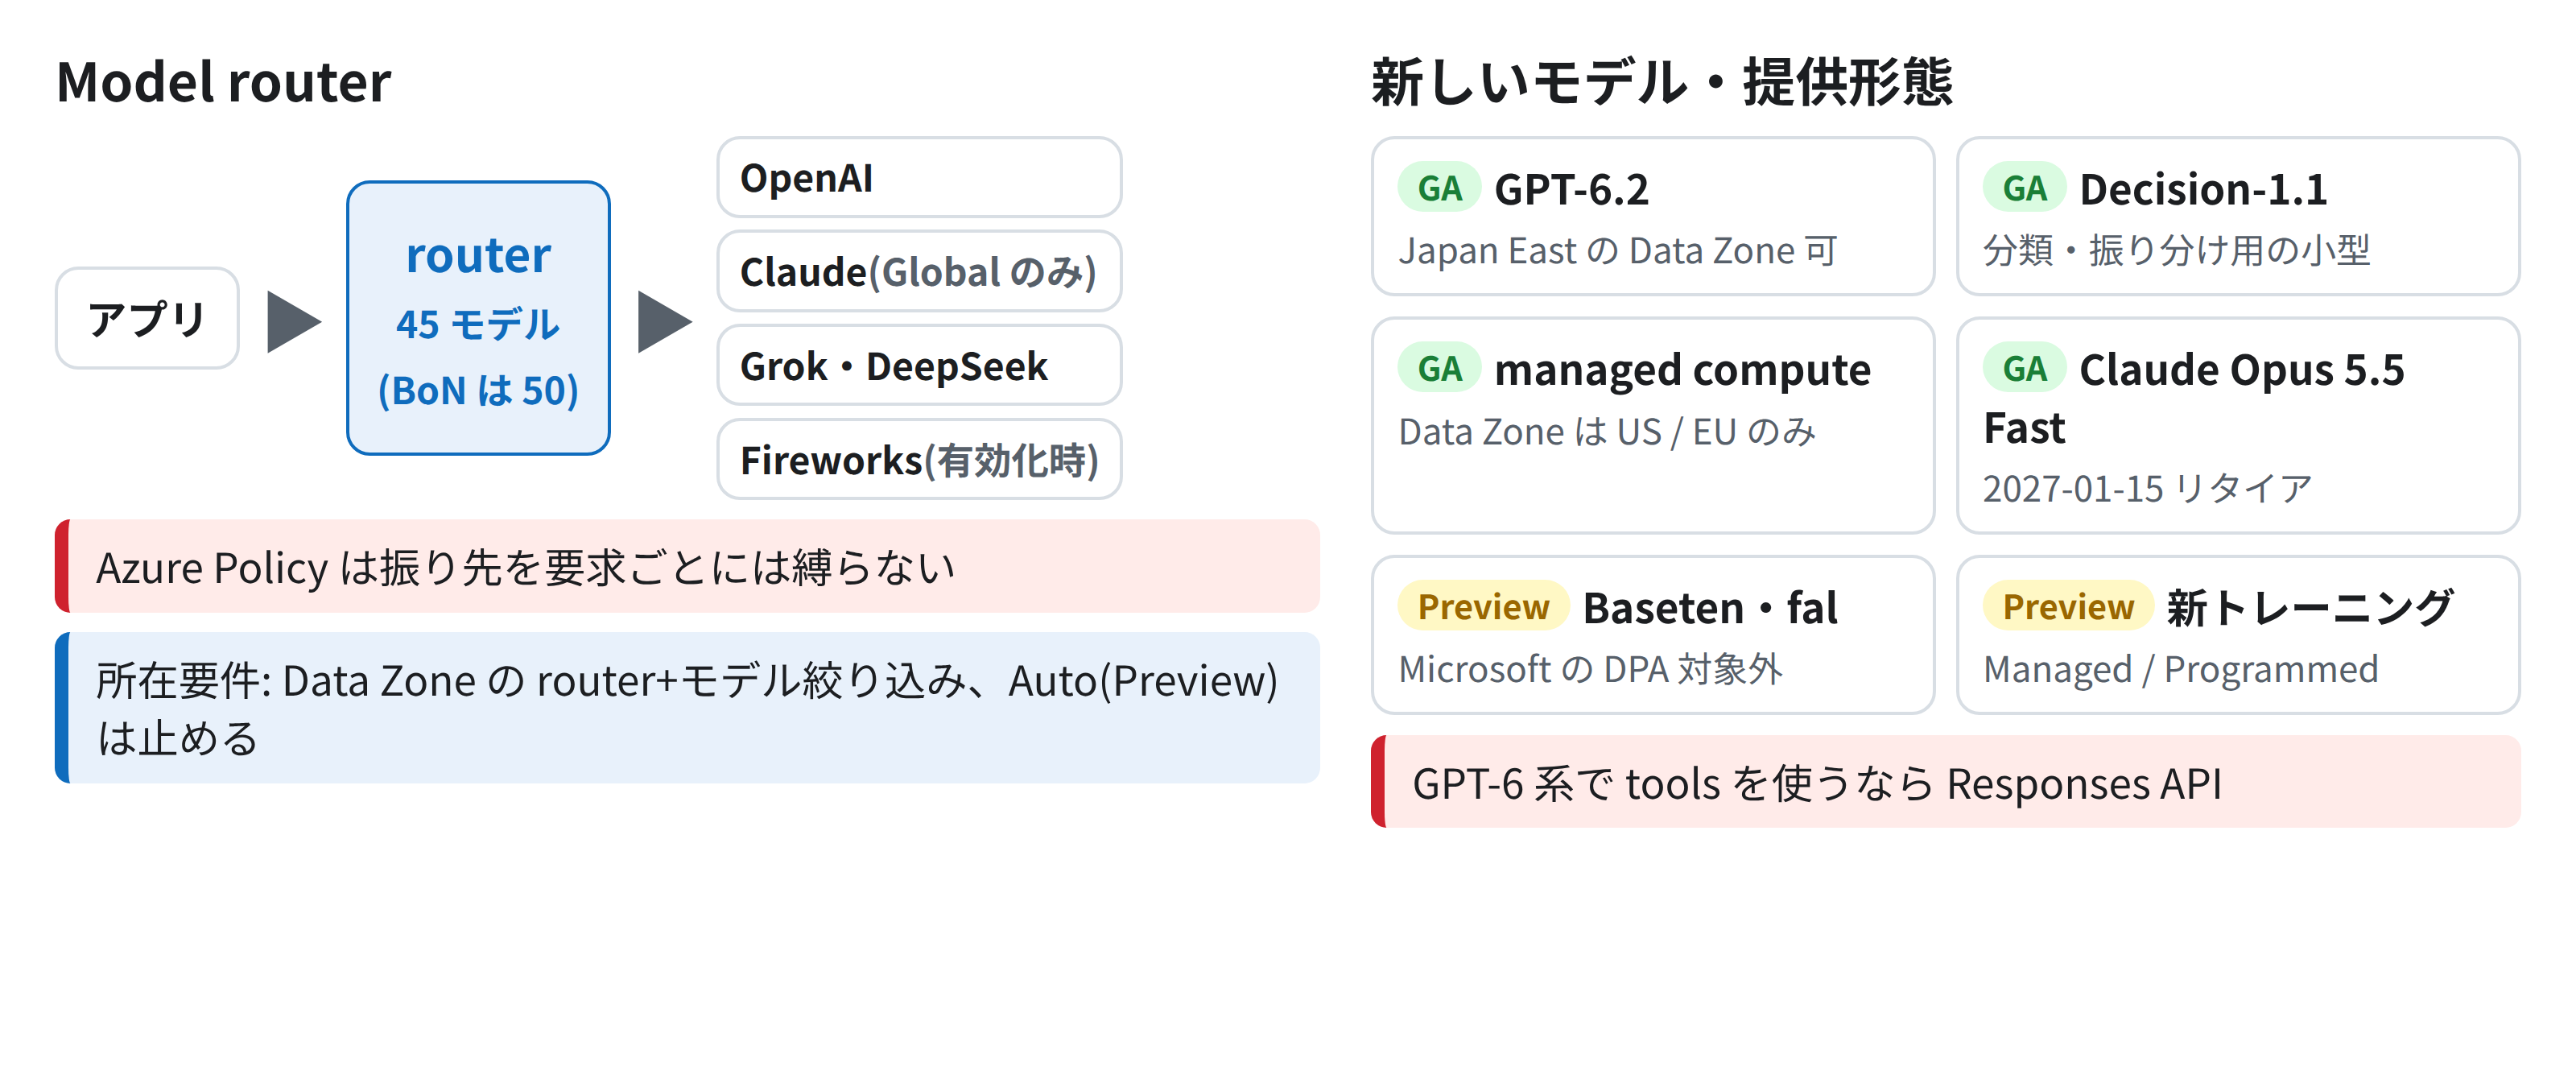 Model router
アプリ
router
45 モデル
(BoN は 50)
OpenAI
Claude(Global のみ)
Grok・DeepSeek
Fireworks(有効化時)
Azure Policy は振り先を要求ごとには縛らない
所在要件: Data Zone の router+モデル絞り込み、Auto(Preview)
は止める
新しいモデル・提供形態
GA GPT-6.2
Japan East の Data Zone 可
GA Decision-1.1
分類・振り分け用の小型
GA managed compute
Data Zone は US / EU のみ
GA Claude Opus 5.5
Fast
2027-01-15 リタイア
Preview Baseten・fal
Microsoft の DPA 対象外
Preview 新トレーニング
Managed / Programmed
GPT-6 系で tools を使うなら Responses API